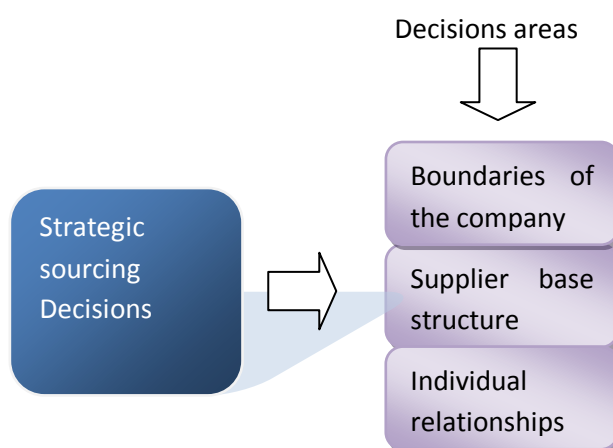 Decisions areas
Boundaries of
the company
Strategic
sourcing
Decisions
Supplier base
structure
Individual
relationships